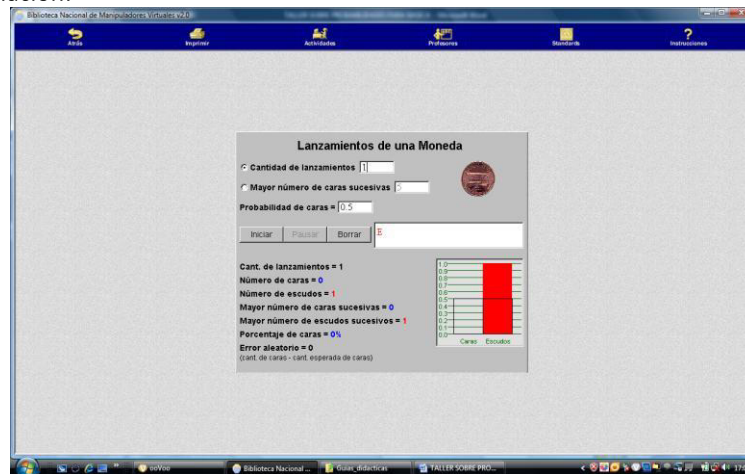 Biblioteca Nacional de Manipuladores Virtuales v2.0
Atrás
Imprimir
Actividades
Profesores
Standards
Instrucciones
Lanzamientos de una Moneda
Cantidad de lanzamientos 1
Mayor número de caras sucesivas 5
Probabilidad de caras = 0.5
Iniciar Pausar Borrar E
Cant. de lanzamientos = 1
Número de caras = 0
Número de escudos = 1
Mayor número de caras sucesivas = 0
Mayor número de escudos sucesivos = 1
Porcentaje de caras = 0%
Error aleatorio = 0
(cant. de caras - cant. esperada de caras)
1.0
0.9
0.8
0.7
0.6
0.5
0.4
0.3
0.2
0.1
0.0
Caras Escudos
ooVoo
Biblioteca Nacional ...
Guias_didacticas
TALLER SOBRE PRO...